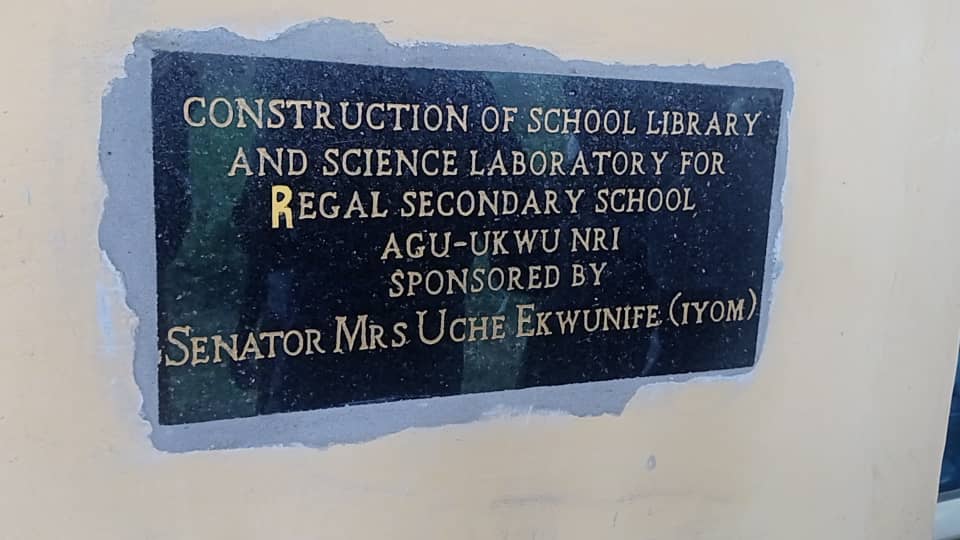 CONSTRUCTION OF SCHOOL LIBRARY
AND SCIENCE LABORATORY FOR
REGAL SECONDARY SCHOOL
AGU-UKWU NRI
SPONSORED BY
SENATOR MRS UCHE EKWUNIFE (IYOM)